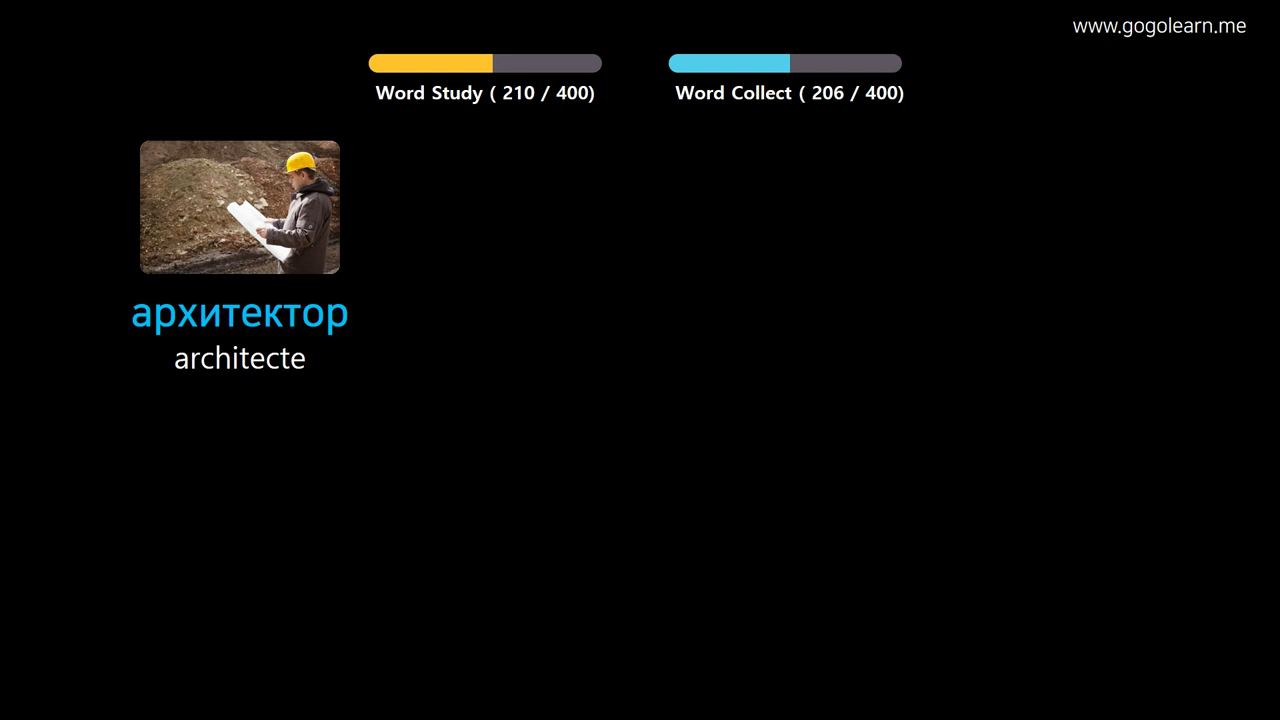 www.gogolearn.me
Word Study ( 210 / 400)
Word Collect ( 206 / 400)
архитектор
architecte